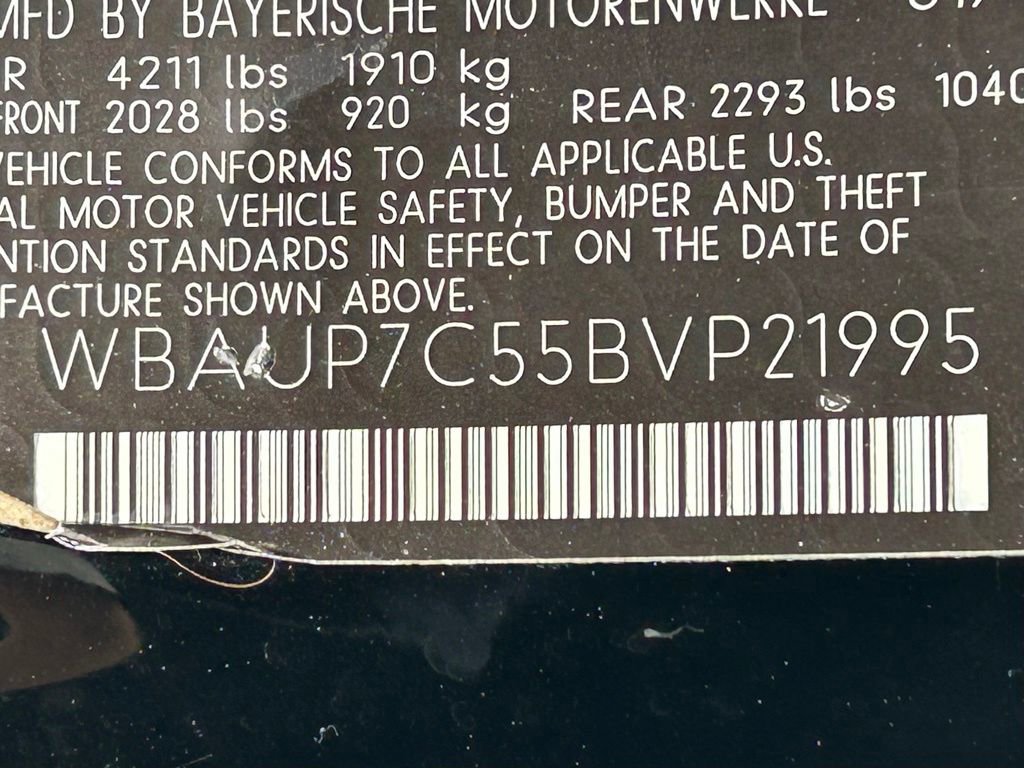 MFD BY BAYERISCHE MOTORENWERKE
R 4211 lbs 1910 kg
FRONT 2028 lbs 920 kg REAR 2293 lbs 1040
VEHICLE CONFORMS TO ALL APPLICABLE U.S.
AL MOTOR VEHICLE SAFETY, BUMPER AND THEFT
NTION STANDARDS IN EFFECT ON THE DATE OF
FACTURE SHOWN ABOVE.
WBAUP7C55BVP21995